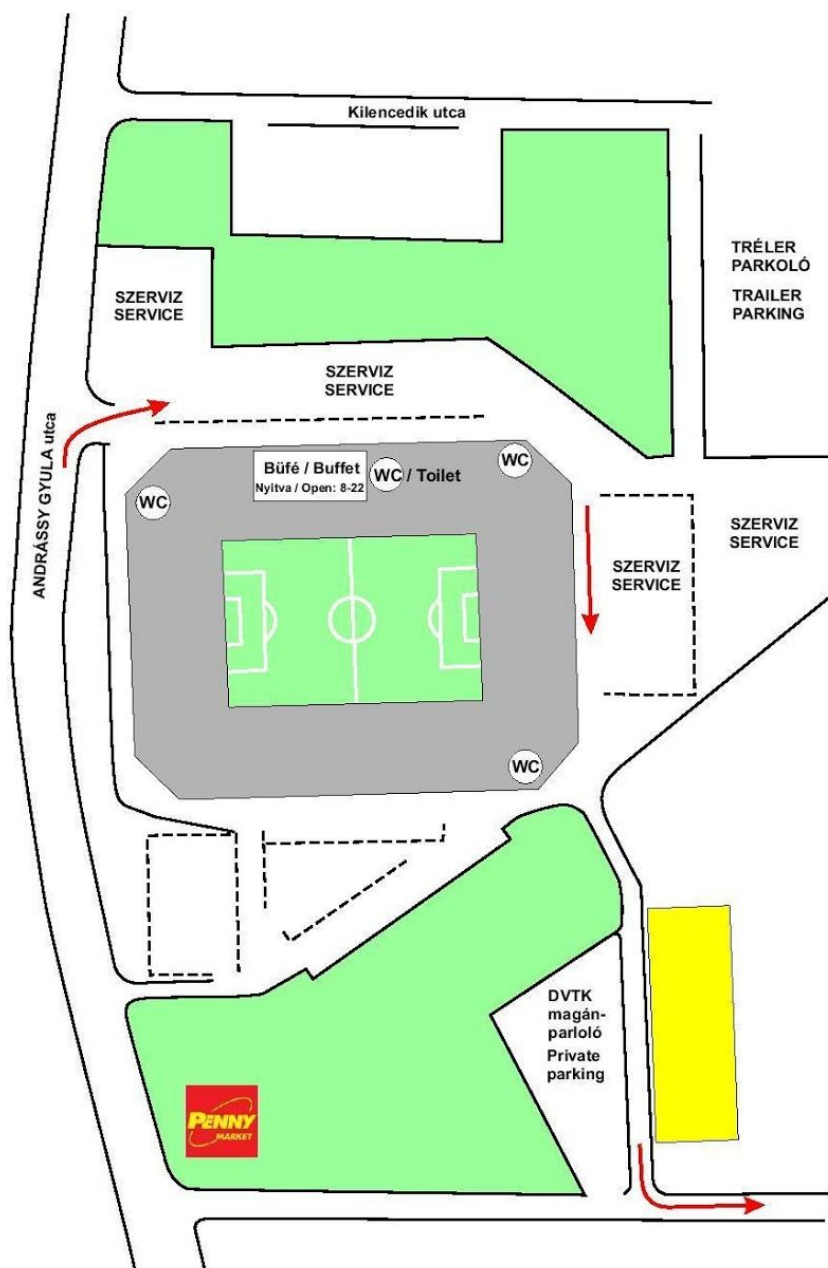 Kilencedik utca
TRÉLER
PARKOLÓ
TRAILER
PARKING
SZERVIZ
SERVICE
SZERVIZ
SERVICE
ANDRÁSSY GYULA utca
Büfé / Buffet
Nyitva / Open: 8-22
WC / Toilet
WC
WC
SZERVIZ
SERVICE
SZERVIZ
SERVICE
WC
DVTK
magán-
parloló
Private
parking
PENNY
MARKET